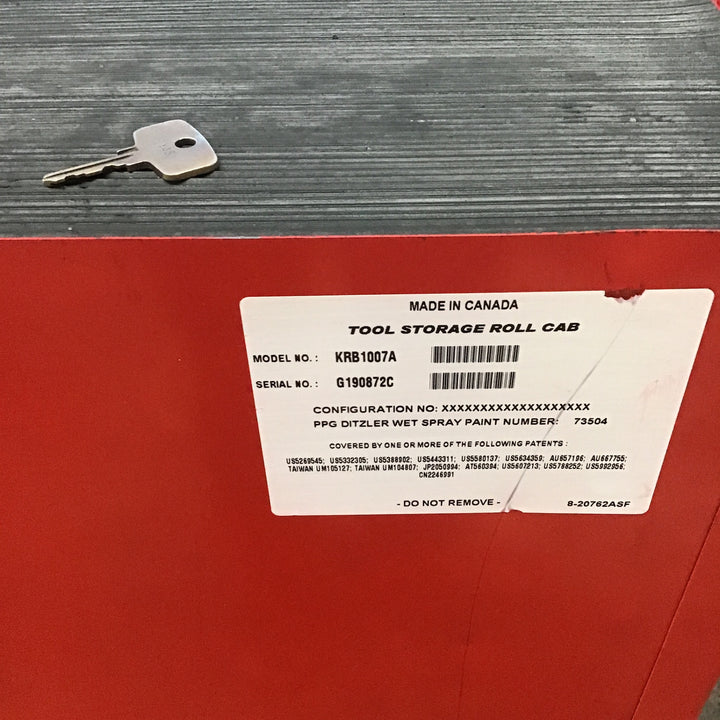 MADE IN CANADA
TOOL STORAGE ROLL CAB
MODEL NO. : KRB1007A
SERIAL NO. : G190872C
CONFIGURATION NO: XXXXXXXXXXXXXXXXXXX
PPG DITZLER WET SPRAY PAINT NUMBER: 73504
COVERED BY ONE OR MORE OF THE FOLLOWING PATENTS :
US5269545; US5332305; US5388902; US5443311; US5580137; US5634359; AU657196; AU667755;
TAIWAN UM105127; TAIWAN UM104807; JP2050994; AT560394; US5607213; US5788252; US5992956;
CN2246991
- DO NOT REMOVE - 8-20762ASF